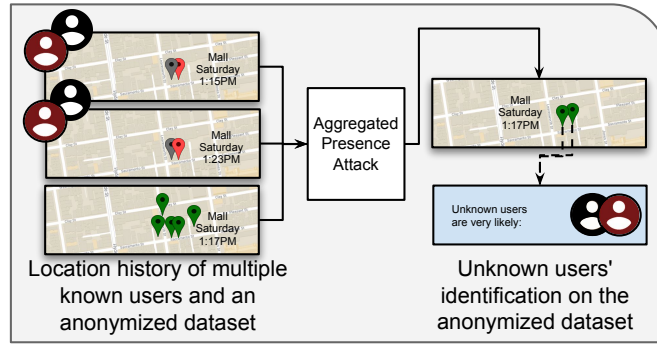 Mall
Saturday
1:15PM
Mall
Saturday
1:23PM
Mall
Saturday
1:17PM
Location history of multiple
known users and an
anonymized dataset
Aggregated
Presence
Attack
Mall
Saturday
1:17PM
Unknown users
are very likely:
Unknown users'
identification on the
anonymized dataset